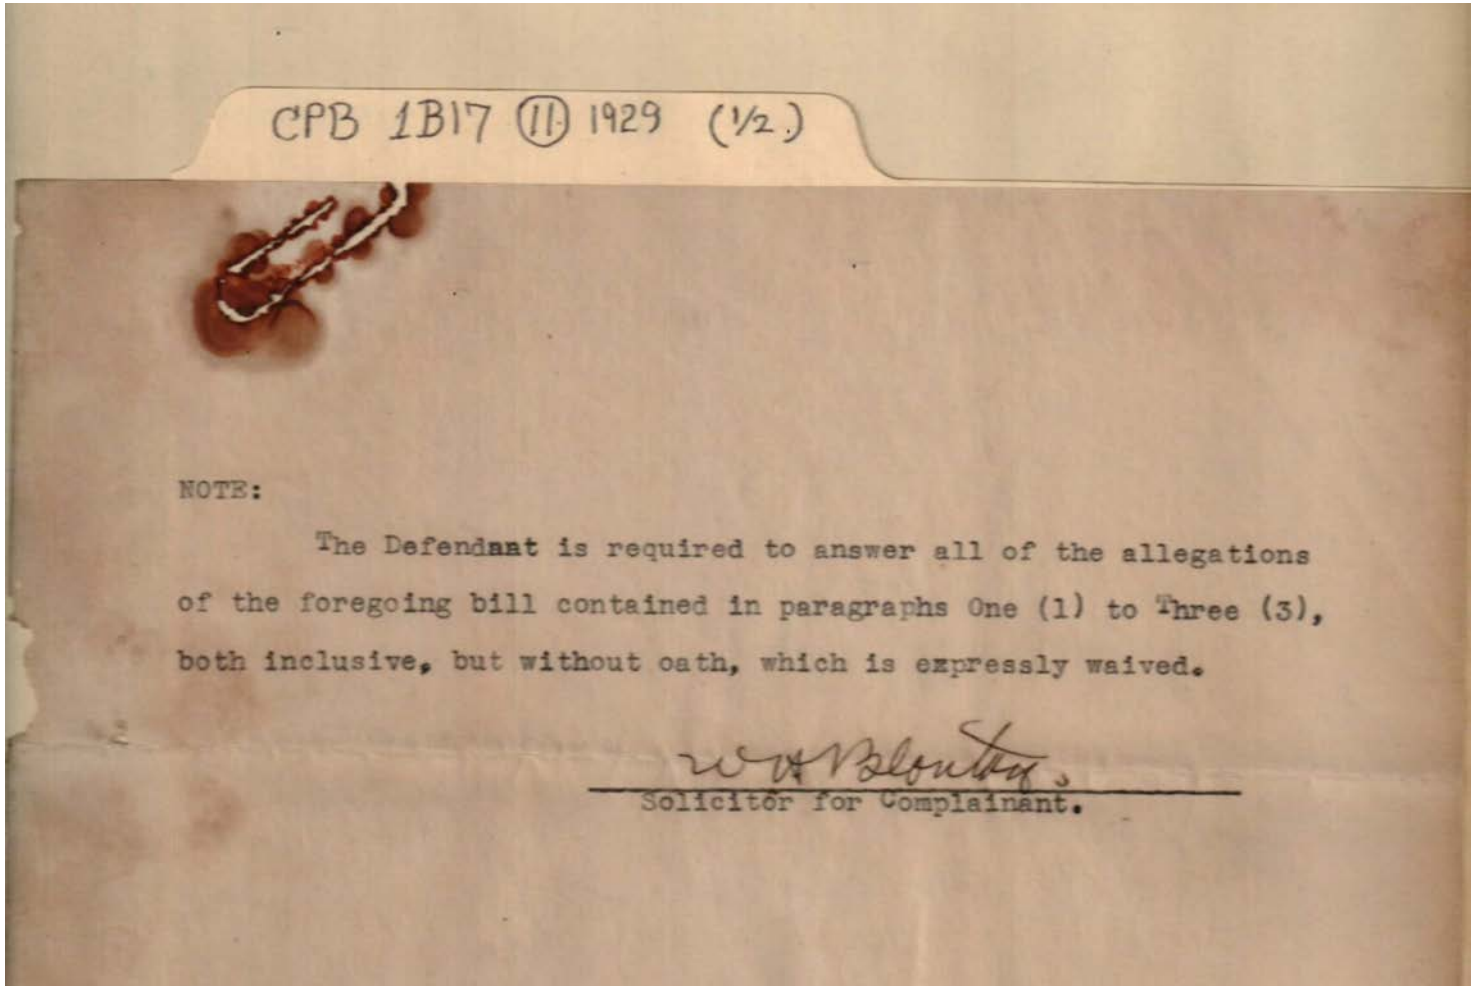 CPB 1B17 (11) 1929 (1/2.)
NOTE:
The Defendant is required to answer all of the allegations
of the foregoing bill contained in paragraphs One (1) to Three (3),
both inclusive, but without oath, which is expressly waived.
W H Blanton.
Solicitor for Complainant.